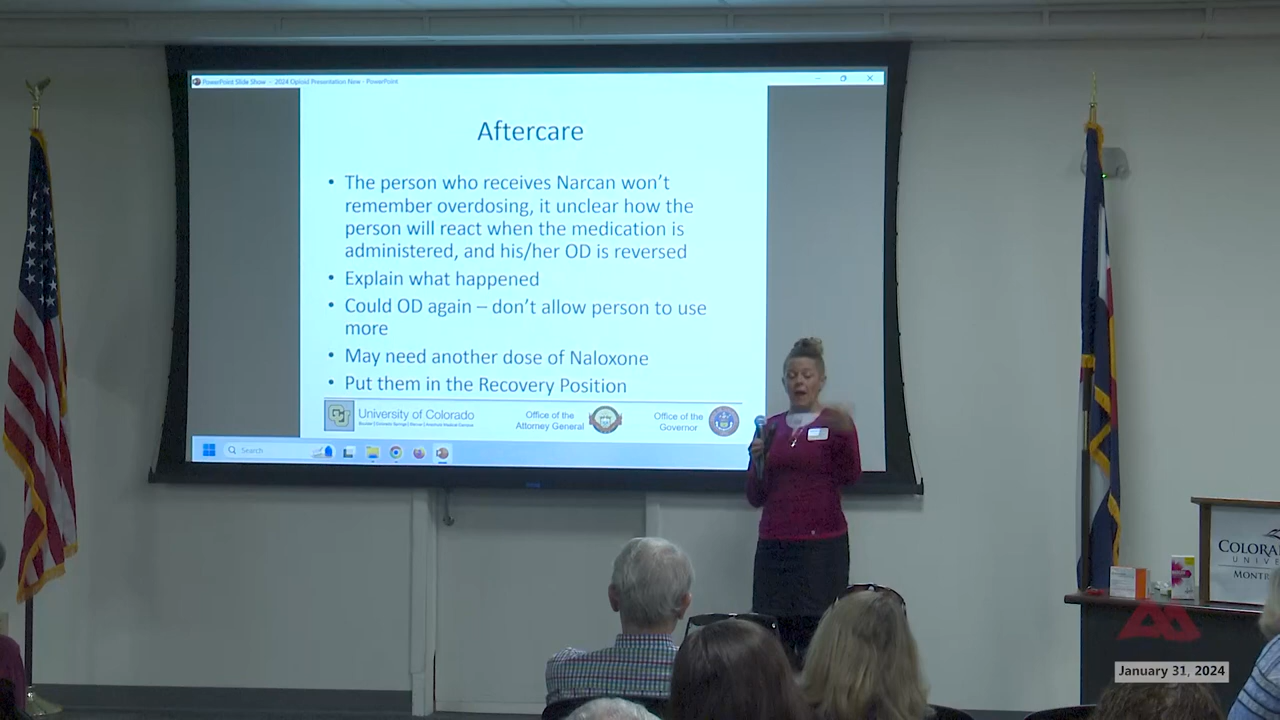 PowerPoint Slide Show - 2024 Opioid Presentation New - PowerPoint
Aftercare
• The person who receives Narcan won't
remember overdosing, it unclear how the
person will react when the medication is
administered, and his/her OD is reversed
• Explain what happened
• Could OD again – don't allow person to use
more
• May need another dose of Naloxone
• Put them in the Recovery Position
University of Colorado
Office of the
Attorney General
Office of the
Governor
Search
COLORA
UNIVE
MONTR
January 31, 2024